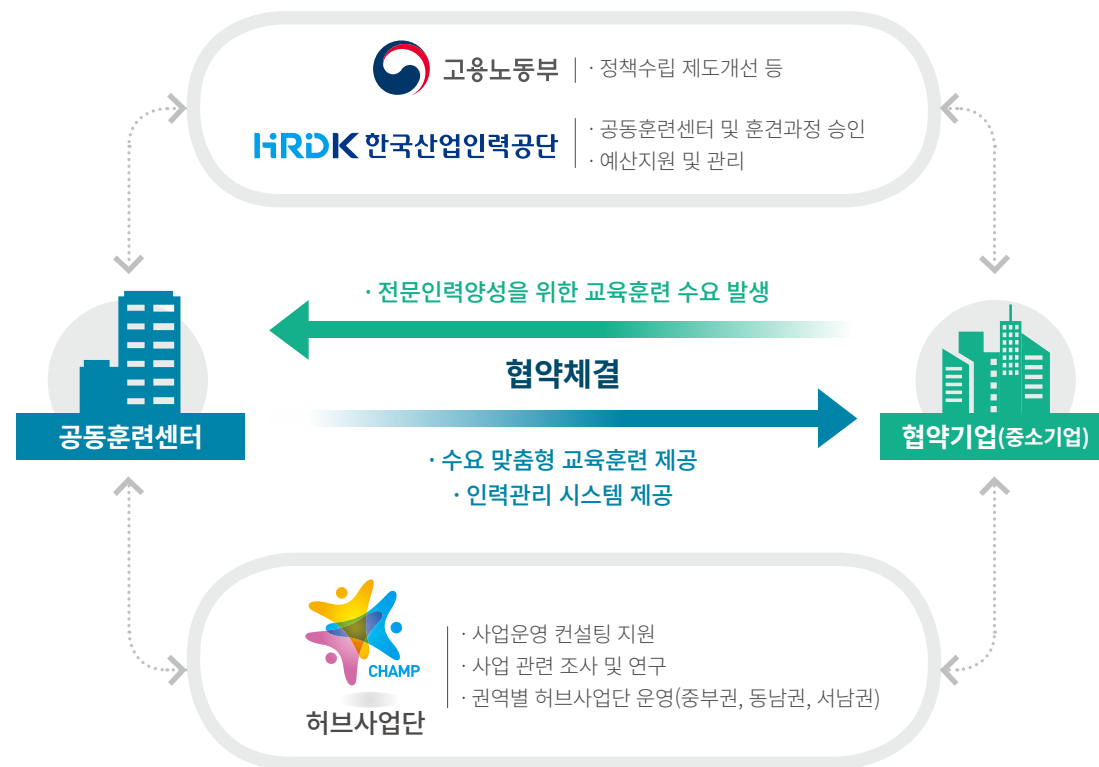 고용노동부
· 정책수립 제도개선 등
HRDK 한국산업인력공단
· 공동훈련센터 및 훈견과정 승인
· 예산지원 및 관리
· 전문인력양성을 위한 교육훈련 수요 발생
협약체결
공동훈련센터
협약기업(중소기업)
· 수요 맞춤형 교육훈련 제공
· 인력관리 시스템 제공
CHAMP
허브사업단
· 사업운영 컨설팅 지원
· 사업 관련 조사 및 연구
· 권역별 허브사업단 운영(중부권, 동남권, 서남권)